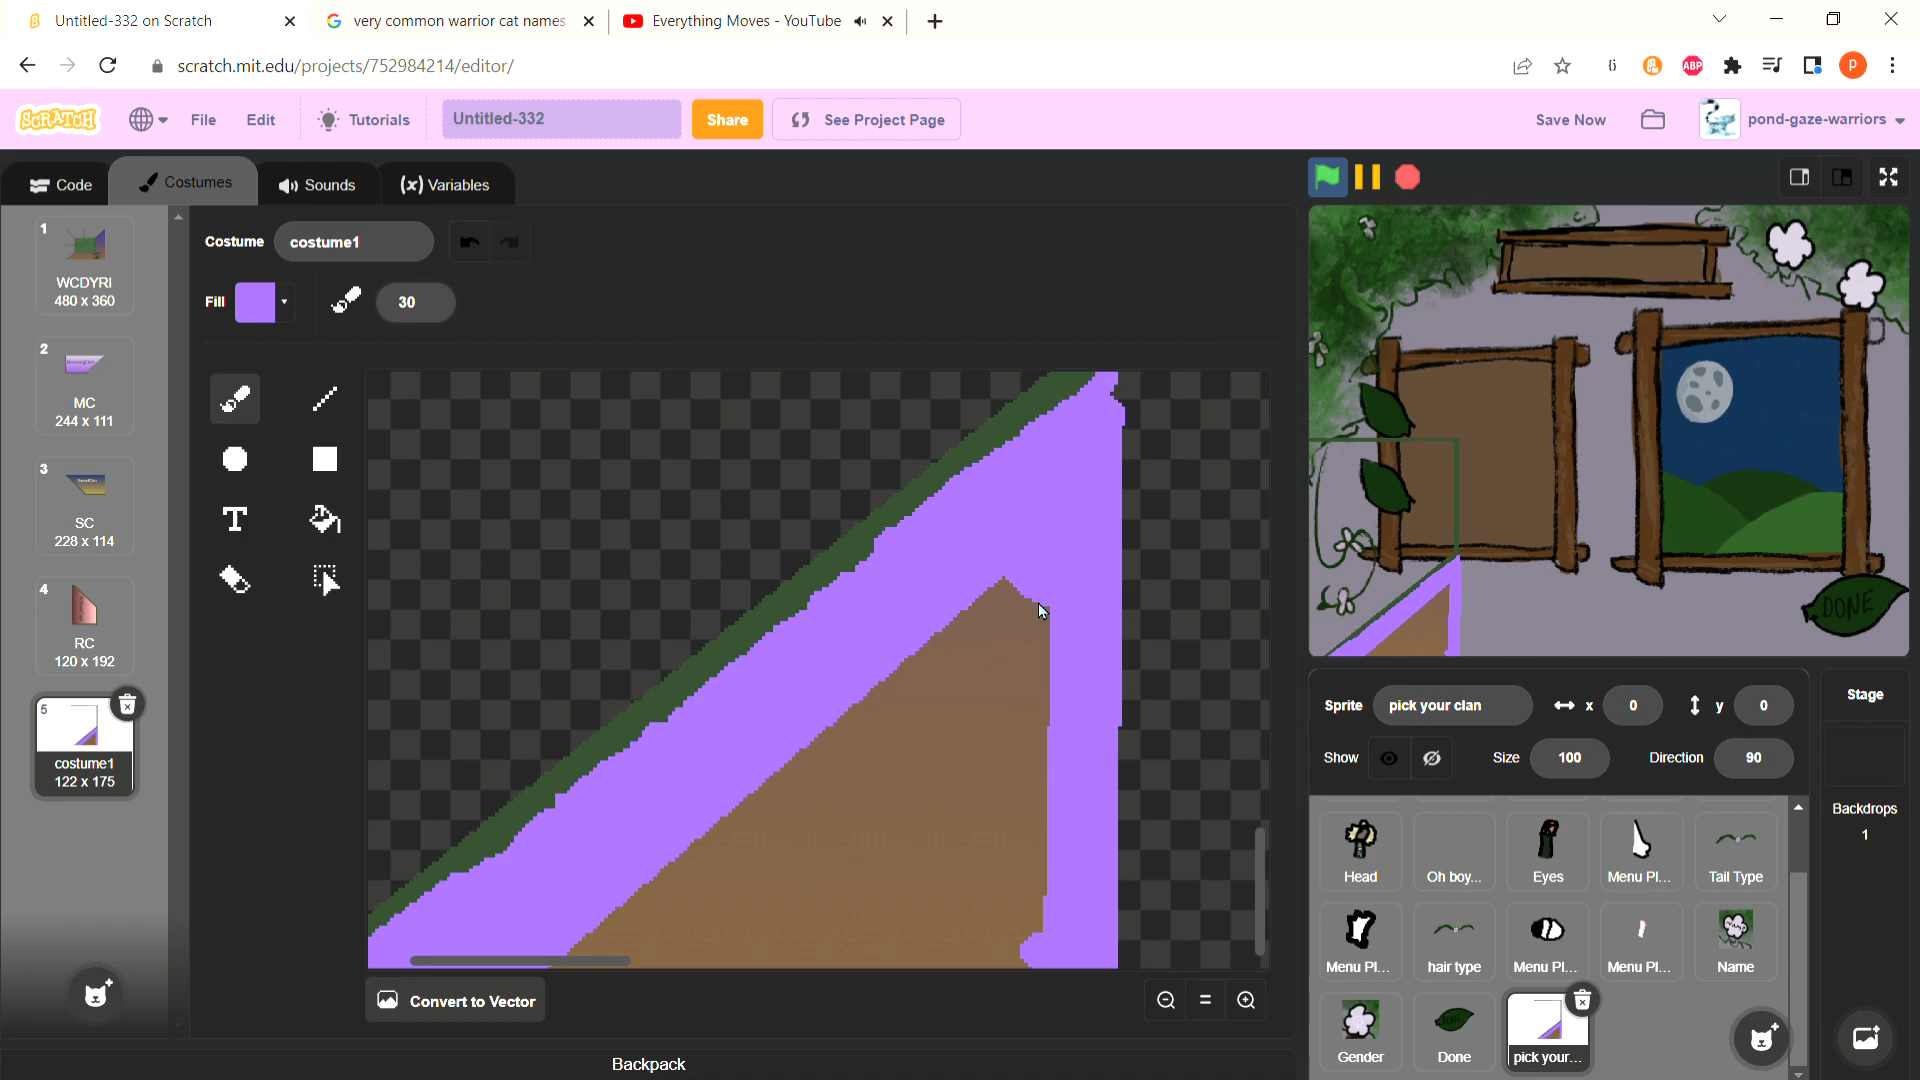 Untitled-332 on Scratch
very common warrior cat names
Everything Moves - YouTube
scratch.mit.edu/projects/752984214/editor/
ABP
P
SCRATCH
File
Edit
Tutorials
Untitled-332
Share
See Project Page
Save Now
pond-gaze-warriors
Code
Costumes
Sounds
(x) Variables
Costume
costume1
Fill
30
1
WCDYRI
480 x 360
2
MC
244 x 111
3
SC
228 x 114
4
RC
120 x 192
5
costume1
122 x 175
T
Convert to Vector
Backpack
DONE
Sprite
pick your clan
x
0
y
0
Show
Size
100
Direction
90
Stage
Backdrops
1
Head
Oh boy...
Eyes
Menu Pl...
Tail Type
Menu Pl...
hair type
Menu Pl...
Menu Pl...
Name
Gender
Done
pick your...